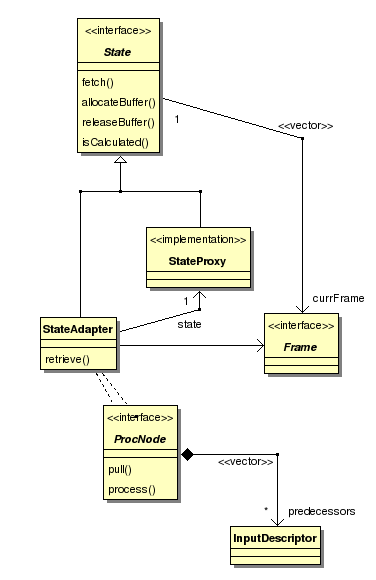 <<interface>>
State
fetch()
allocateBuffer()
releaseBuffer()
isCalculated()
1
<<vector>>
<<implementation>>
StateProxy
1
state
currFrame
StateAdapter
retrieve()
<<interface>>
Frame
<<interface>>
ProcNode
pull()
process()
<<vector>>
*
predecessors
InputDescriptor